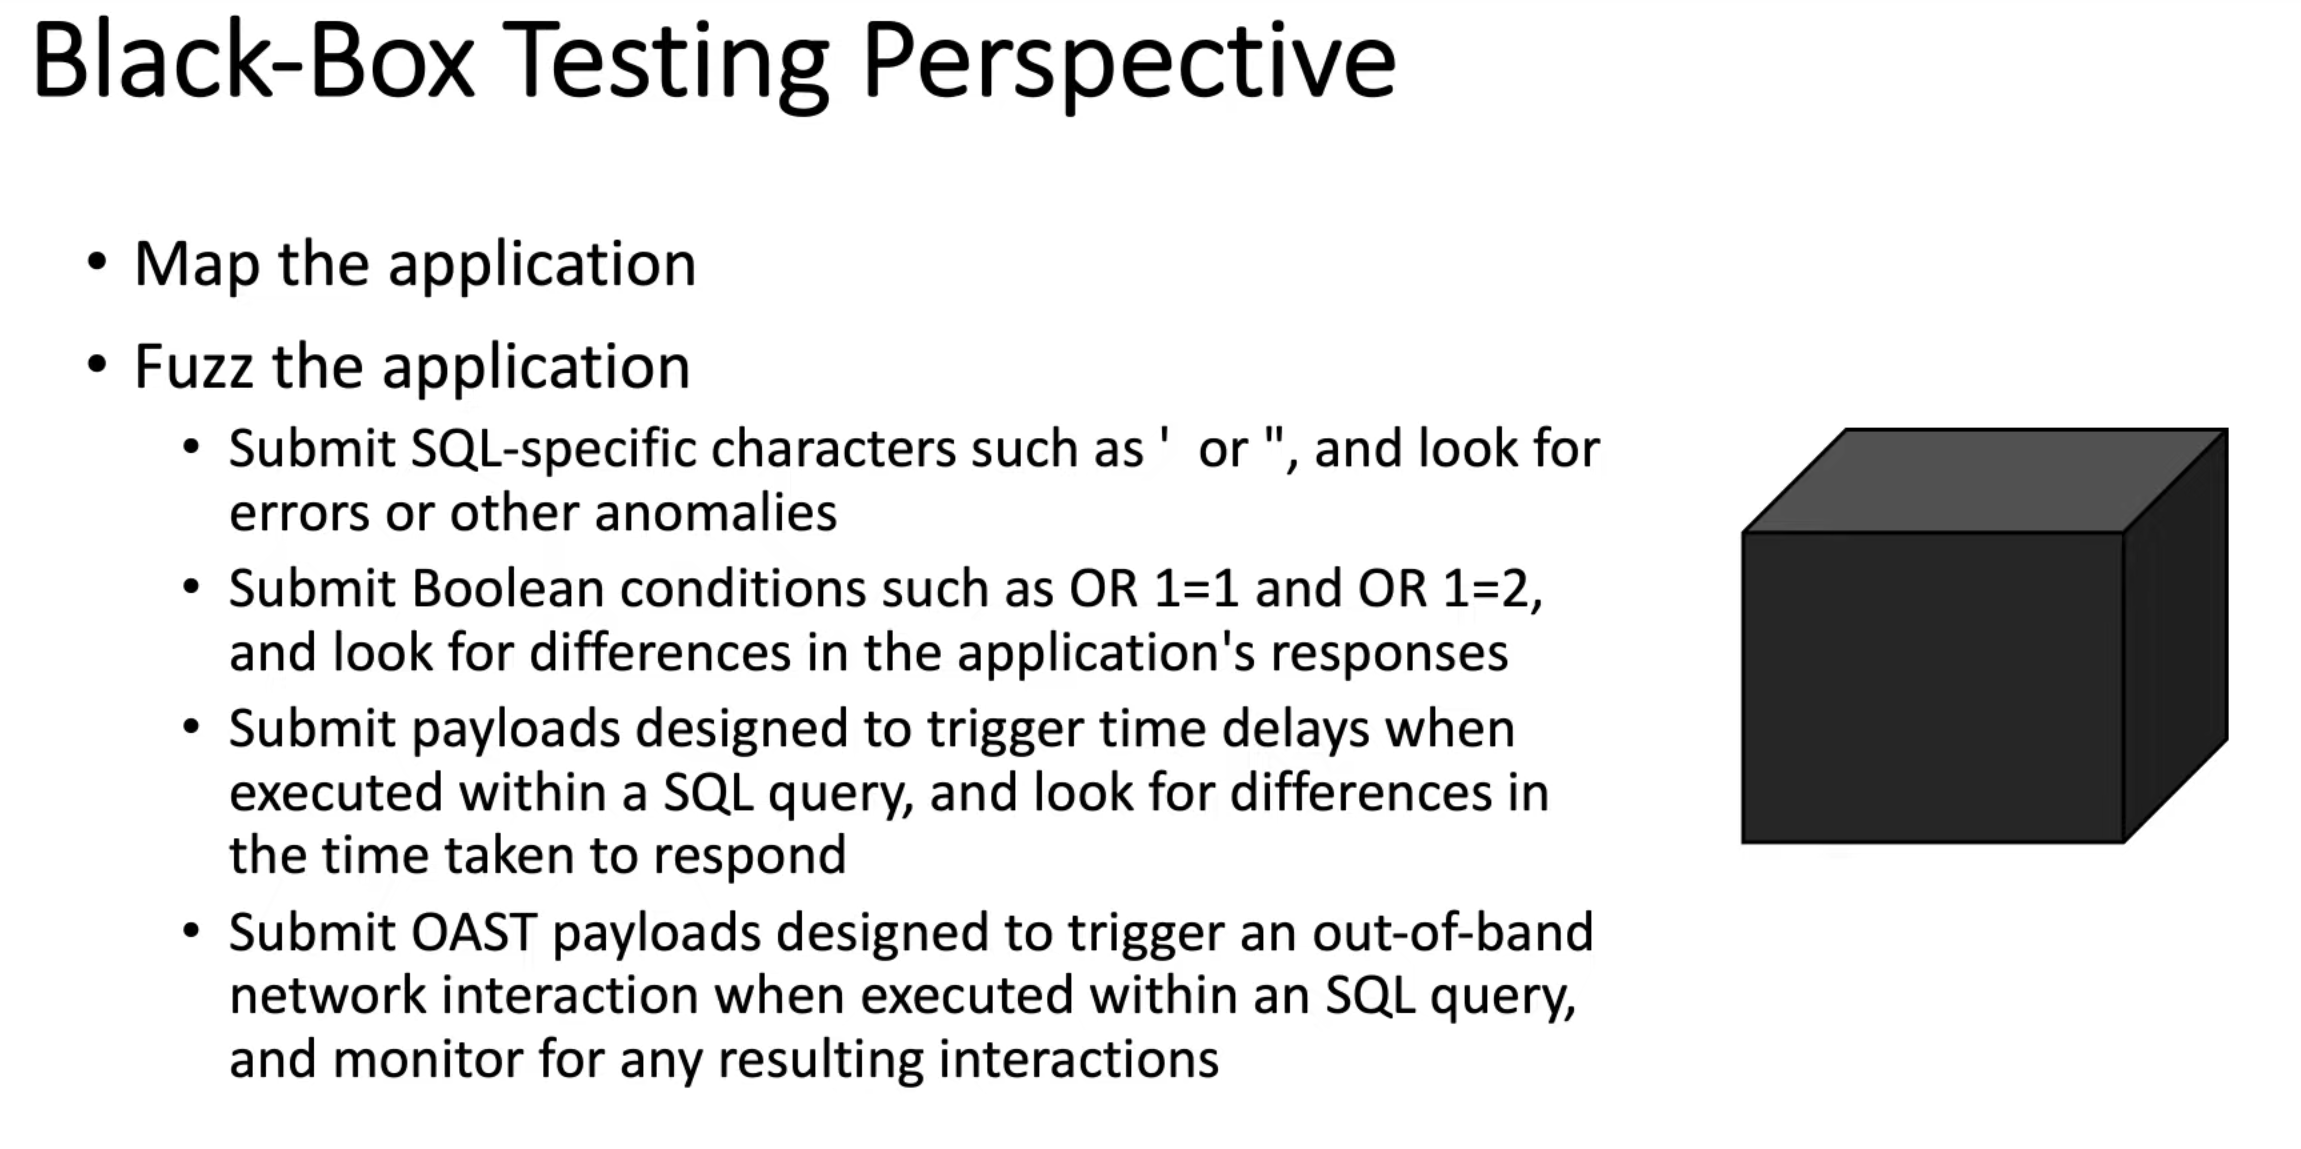 Black-Box Testing Perspective
• Map the application
• Fuzz the application
• Submit SQL-specific characters such as ' or ", and look for
errors or other anomalies
• Submit Boolean conditions such as OR 1=1 and OR 1=2,
and look for differences in the application's responses
• Submit payloads designed to trigger time delays when
executed within a SQL query, and look for differences in
the time taken to respond
• Submit OAST payloads designed to trigger an out-of-band
network interaction when executed within an SQL query,
and monitor for any resulting interactions